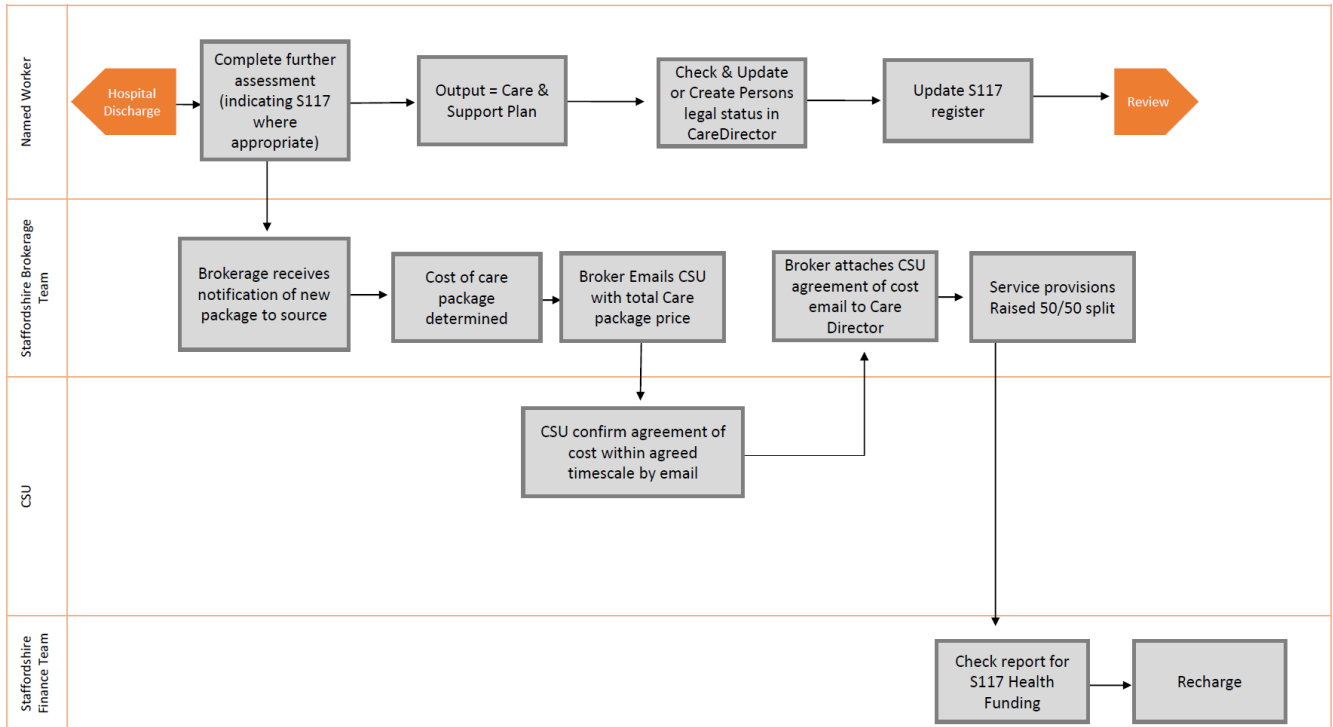 Named Worker
Hospital
Discharge
Complete further
assessment
(indicating S117
where
appropriate)
Output = Care &
Support Plan
Check & Update
or Create Persons
legal status in
CareDirector
Update S117
register
Review
Staffordshire Brokerage
Team
Brokerage receives
notification of new
package to source
Cost of care
package
determined
Broker Emails CSU
with total Care
package price
Broker attaches CSU
agreement of cost
email to Care
Director
Service provisions
Raised 50/50 split
CSU
CSU confirm agreement of
cost within agreed
timescale by email
Staffordshire
Finance Team
Check report for
S117 Health
Funding
Recharge